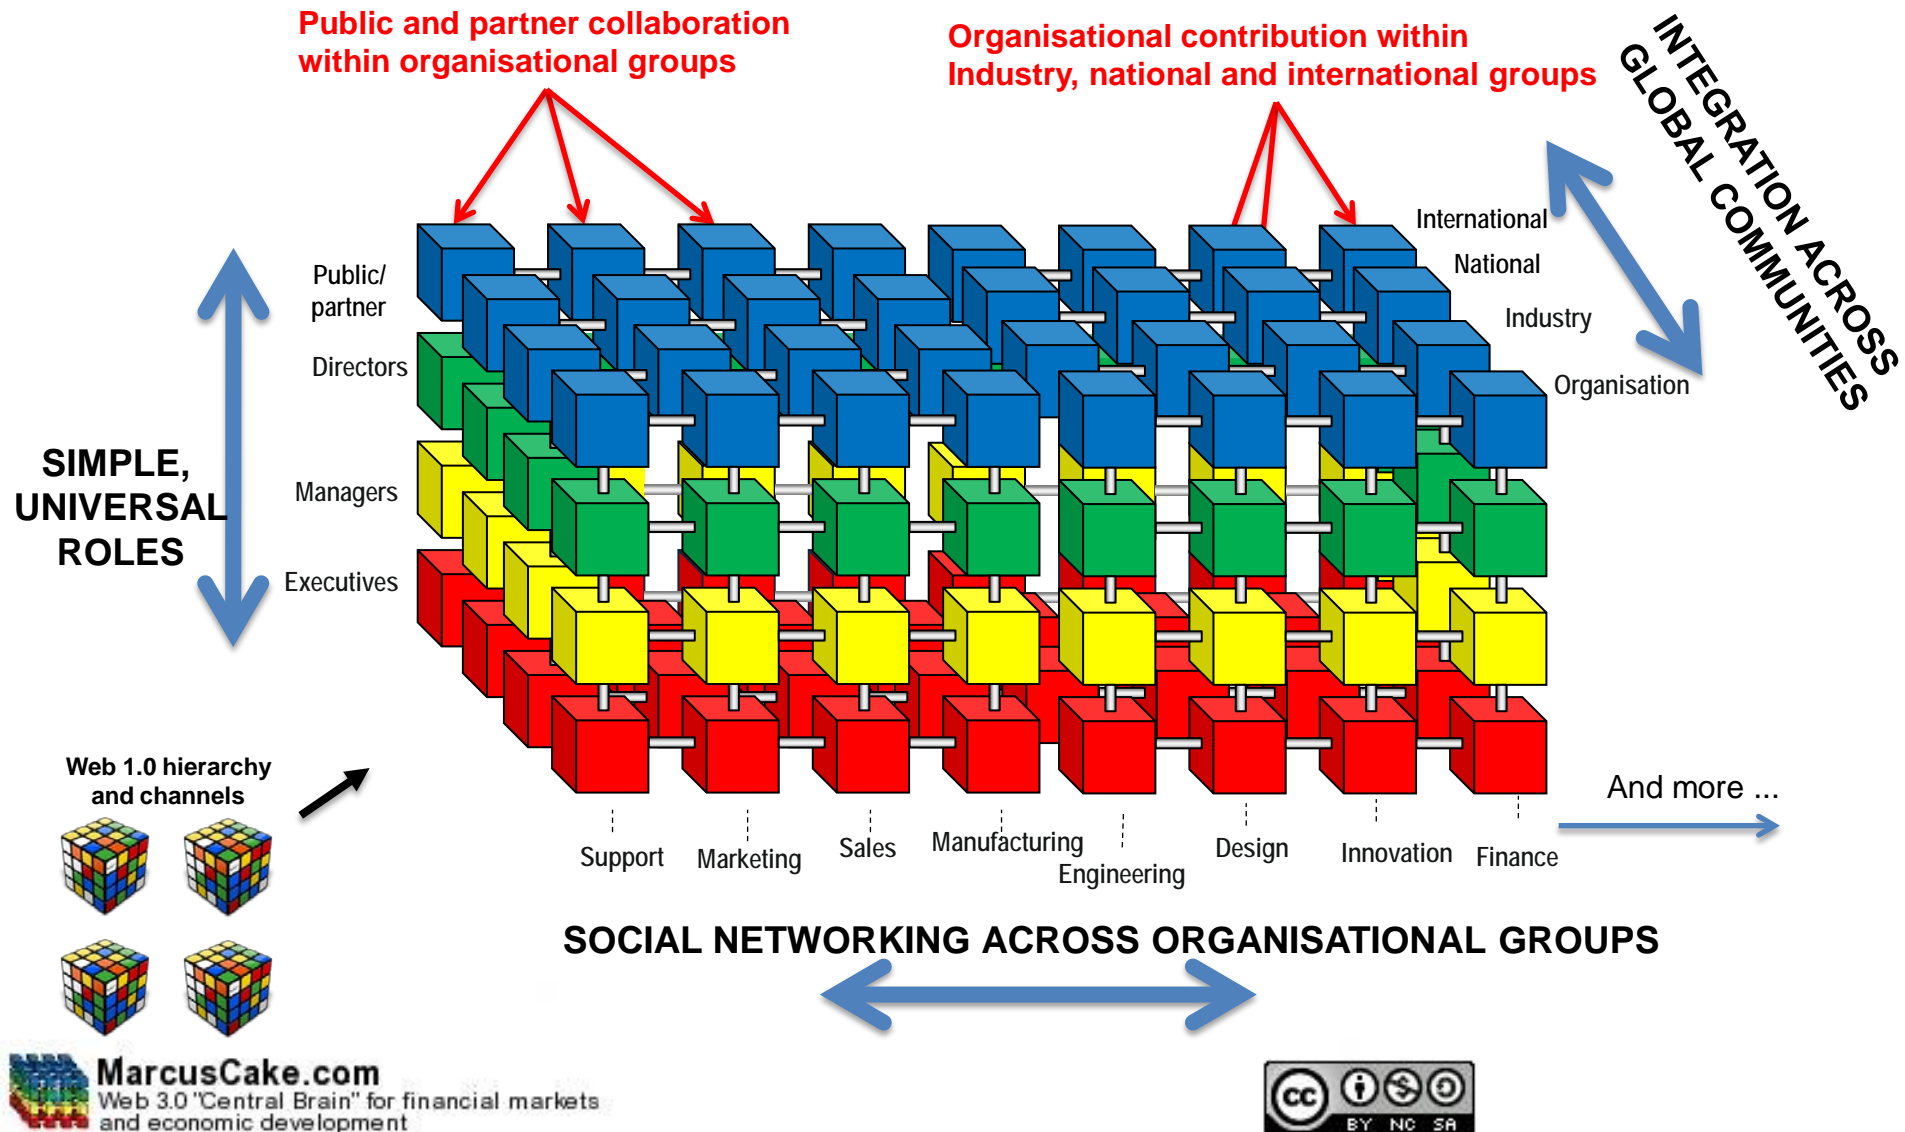 Public and partner collaboration
within organisational groups
Organisational contribution within
Industry, national and international groups
INTEGRATION ACROSS
GLOBAL COMMUNITIES
International
National
Industry
Organisation
Public/
partner
Directors
Managers
Executives
SIMPLE,
UNIVERSAL
ROLES
Web 1.0 hierarchy
and channels
And more ...
Support
Marketing
Sales
Manufacturing
Engineering
Design
Innovation
Finance
SOCIAL NETWORKING ACROSS ORGANISATIONAL GROUPS
MarcusCake.com
Web 3.0 "Central Brain" for financial markets
and economic development
cc
BY NC SA